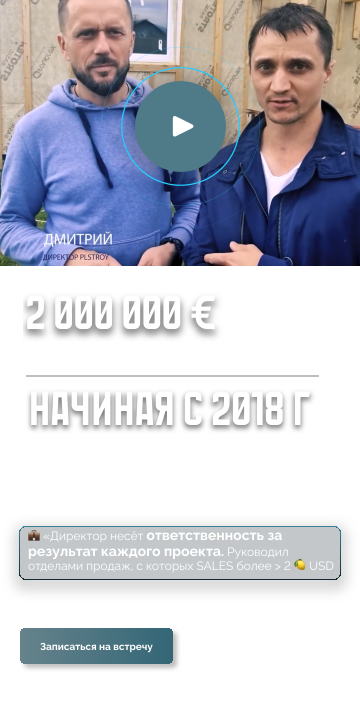 ДМИТРИЙ
ДИРЕКТОР PLSTROY
2 000 000 €
НАЧИНАЯ С 2018 Г
«Директор несёт ответственность за
результат каждого проекта. Руководил
отделами продаж, с которых SALES более > 2 USD
Записаться на встречу